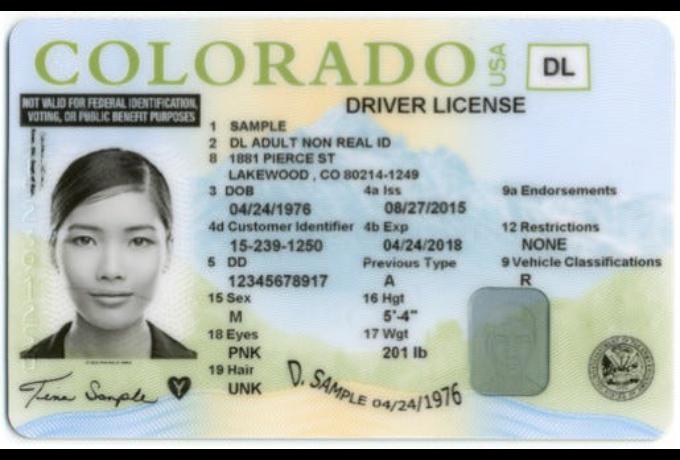 COLORADO USA DL
NOT VALID FOR FEDERAL IDENTIFICATION,
VOTING, OR PUBLIC BENEFIT PURPOSES
DRIVER LICENSE
1 SAMPLE
2 DL ADULT NON REAL ID
8 1881 PIERCE ST
LAKEWOOD , CO 80214-1249
3 DOB 4a Iss 9a Endorsements
04/24/1976 08/27/2015
4d Customer Identifier 4b Exp 12 Restrictions
15-239-1250 04/24/2018 NONE
5 DD Previous Type 9 Vehicle Classifications
12345678917 A R
15 Sex 16 Hgt
M 5'-4"
18 Eyes 17 Wgt
PNK 201 lb
19 Hair
UNK
D. SAMPLE 04/24/1976
Tina Sample Y